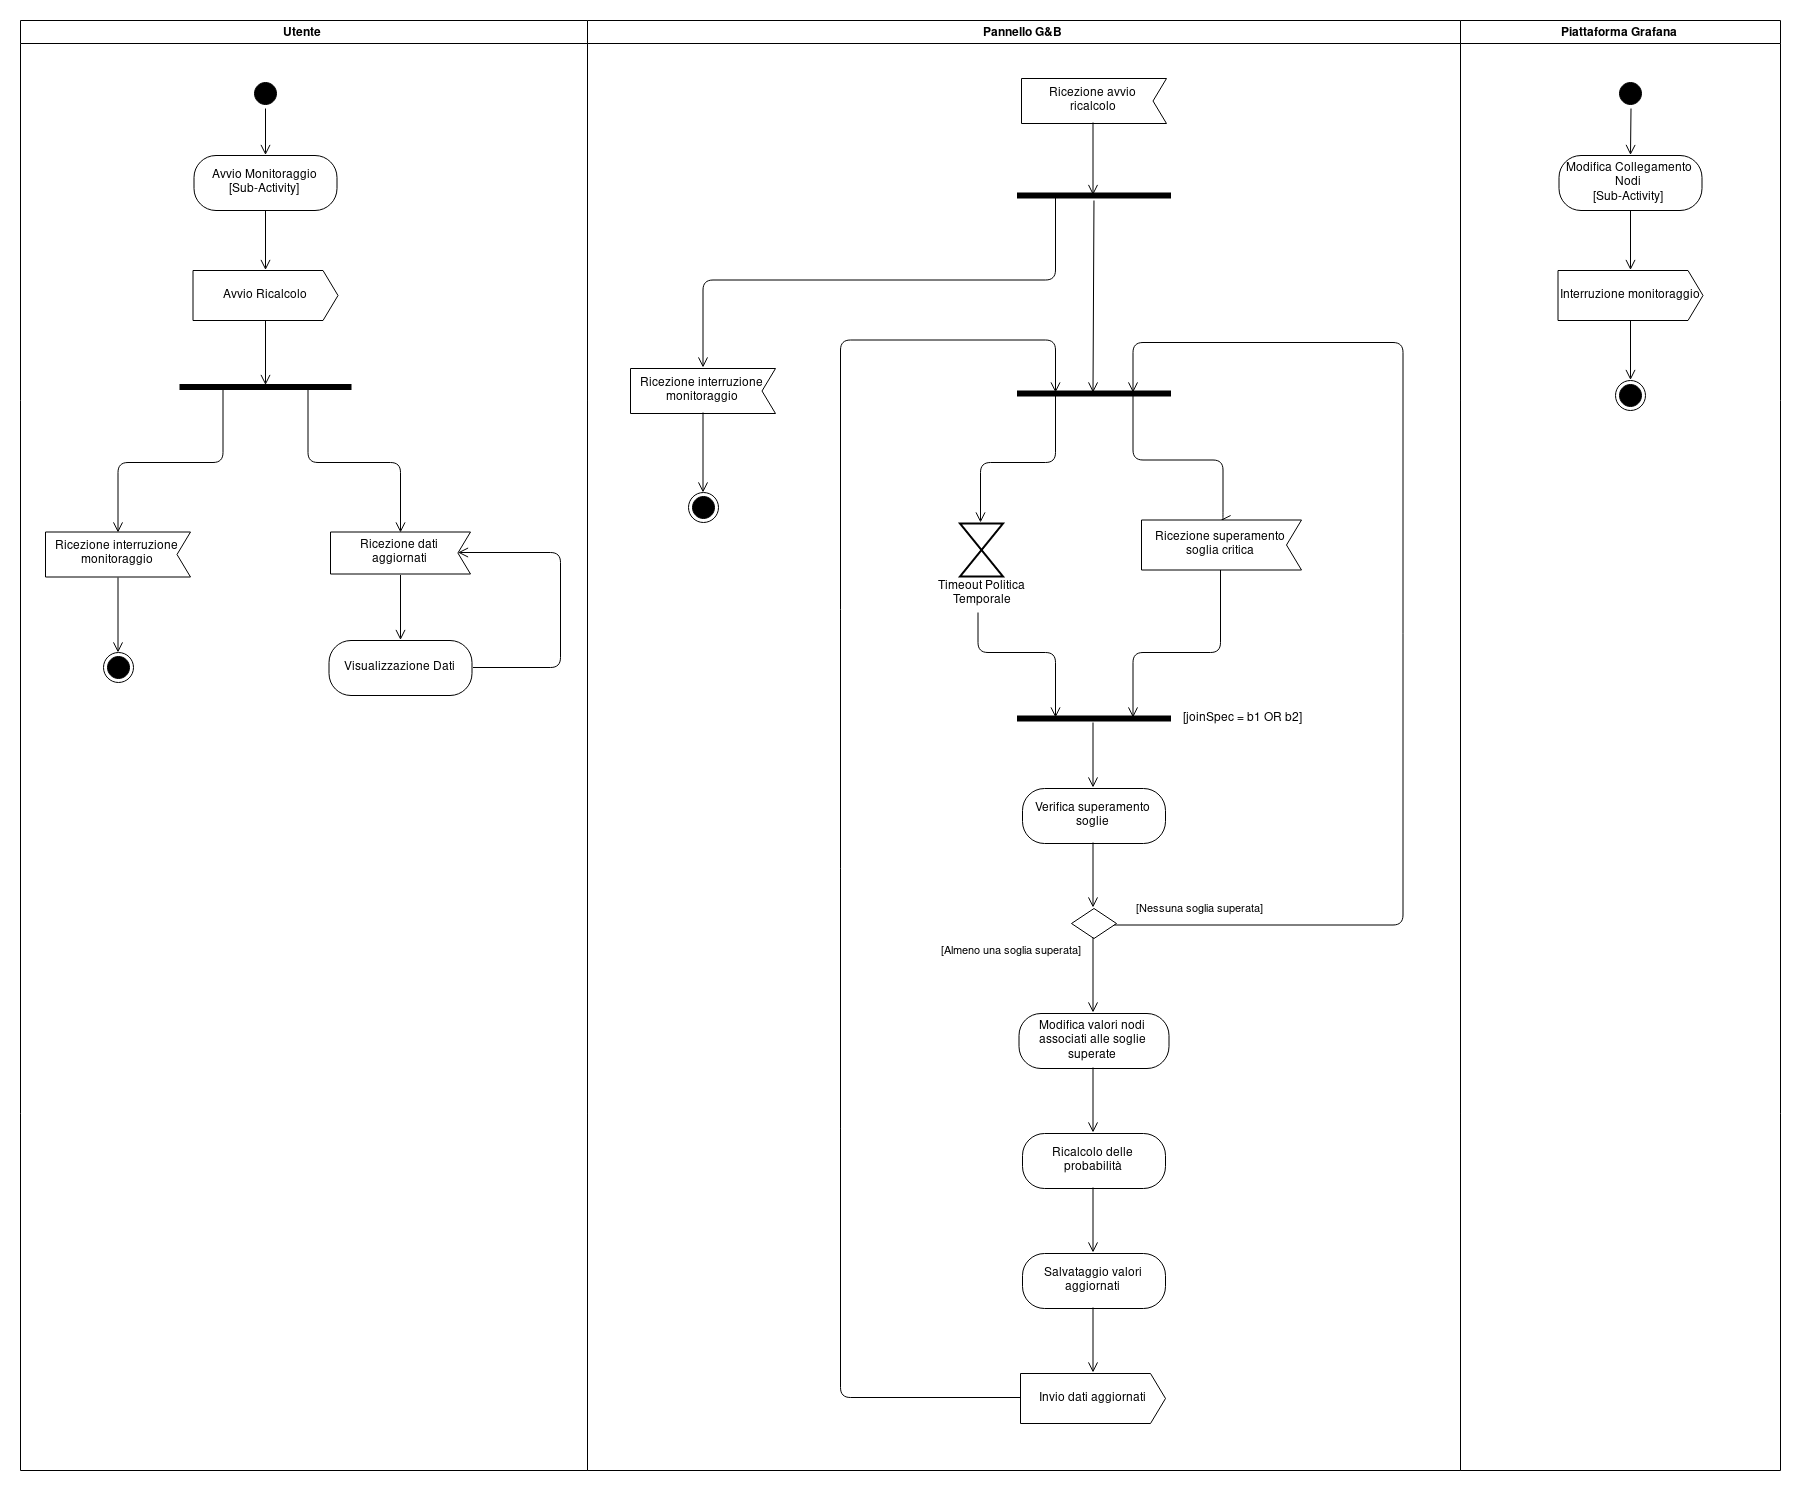 Utente
Pannello G&B
Piattaforma Grafana
Avvio Monitoraggio
[Sub-Activity]
Avvio Ricalcolo
Ricezione interruzione
monitoraggio
Ricezione dati
aggiornati
Visualizzazione Dati
Ricezione avvio
ricalcolo
Ricezione interruzione
monitoraggio
Timeout Politica
Temporale
Ricezione superamento
soglia critica
[joinSpec = b1 OR b2]
Verifica superamento
soglie
[Nessuna soglia superata]
[Almeno una soglia superata]
Modifica valori nodi
associati alle soglie
superate
Ricalcolo delle
probabilità
Salvataggio valori
aggiornati
Invio dati aggiornati
Modifica Collegamento
Nodi
[Sub-Activity]
Interruzione monitoraggio